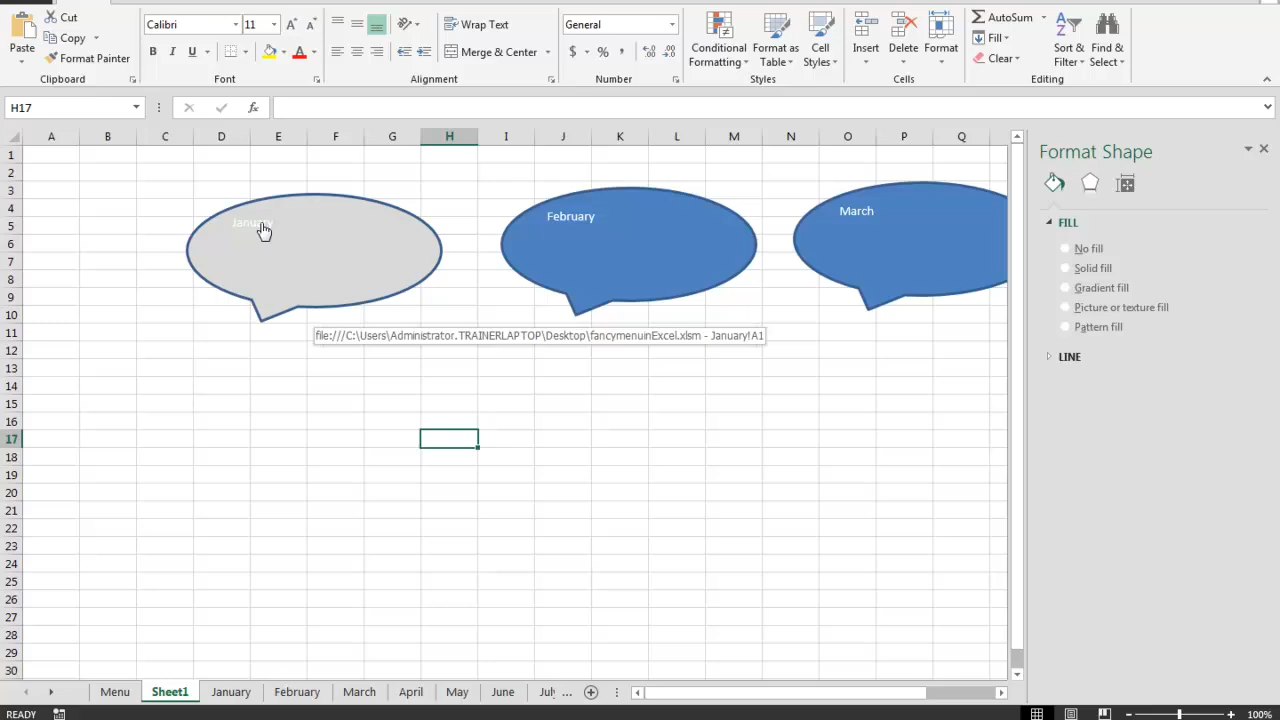 Cut
Calibri
11
Wrap Text
General
AutoSum
Paste
Copy
Format Painter
B I U
A
Merge & Center
$ % ,
Conditional Formatting
Format as Table
Cell Styles
Insert
Delete
Format
Fill
Clear
Sort & Filter
Find & Select
Clipboard
Font
Alignment
Number
Styles
Cells
Editing
H17
fx
A B C D E F G H I J K L M N O P Q
1
2
3
4
5
6
7
8
9
10
11
12
13
14
15
16
17
18
19
20
21
22
23
24
25
26
27
28
29
30
January
February
March
file:///C:\Users\Administrator.TRAINERLAPTOP\Desktop\fancymenuinExcel.xlsm - January!A1
Format Shape
FILL
No fill
Solid fill
Gradient fill
Picture or texture fill
Pattern fill
LINE
Menu
Sheet1
January
February
March
April
May
June
July
...
READY
100%